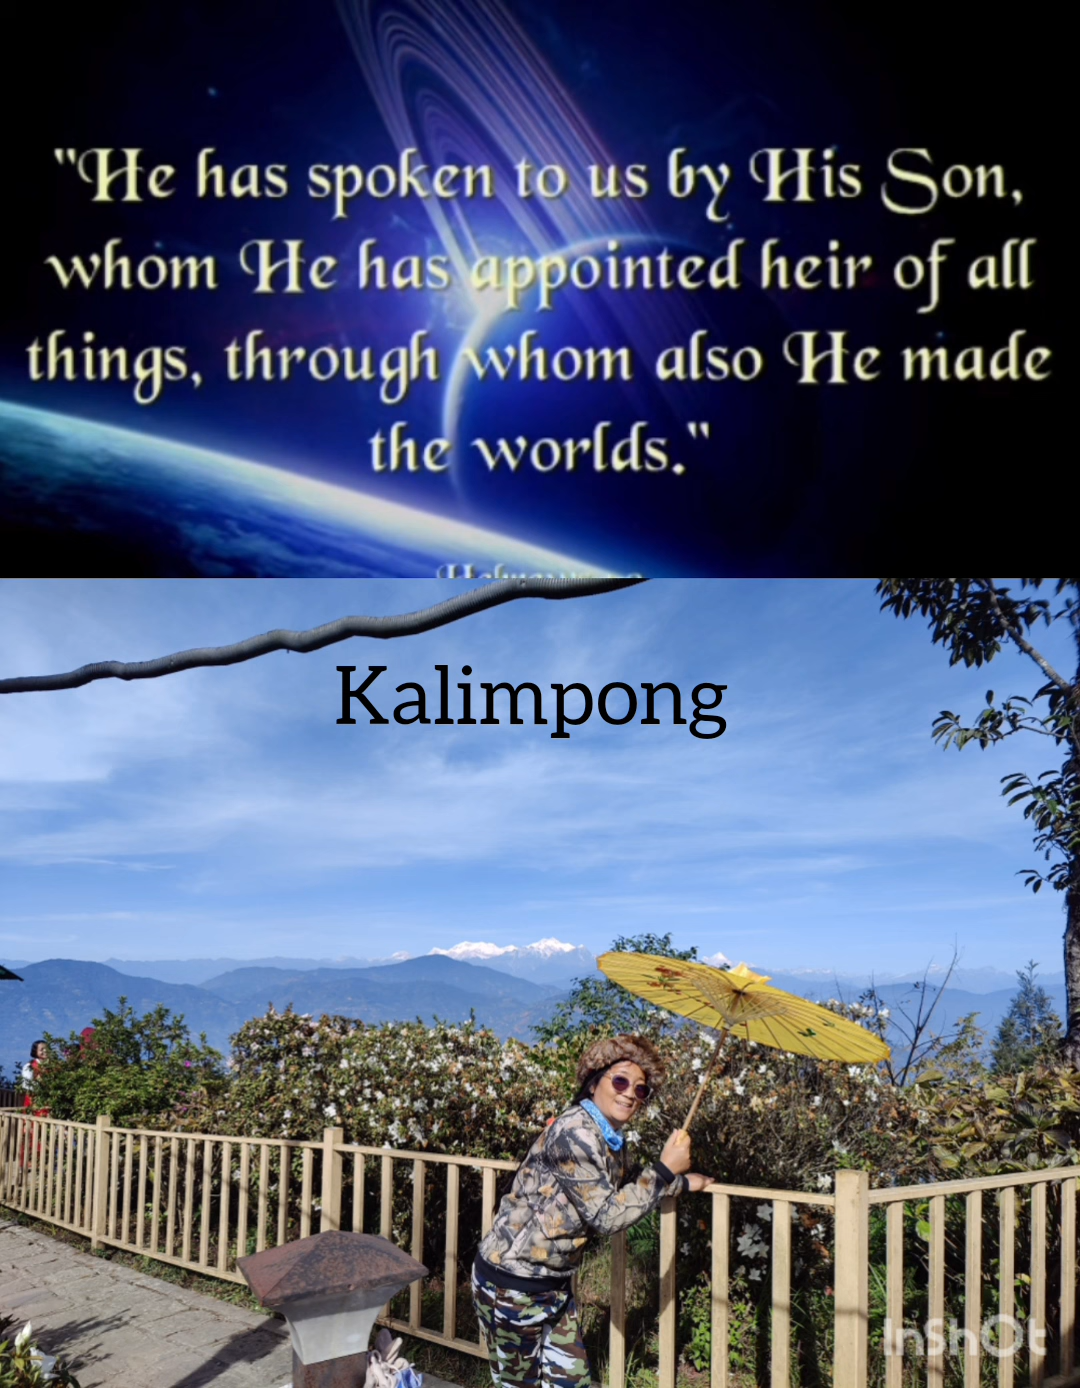 "He has spoken to us by His Son,
whom He has appointed heir of all
things, through whom also He made
the worlds."
Kalimpong
InShOt